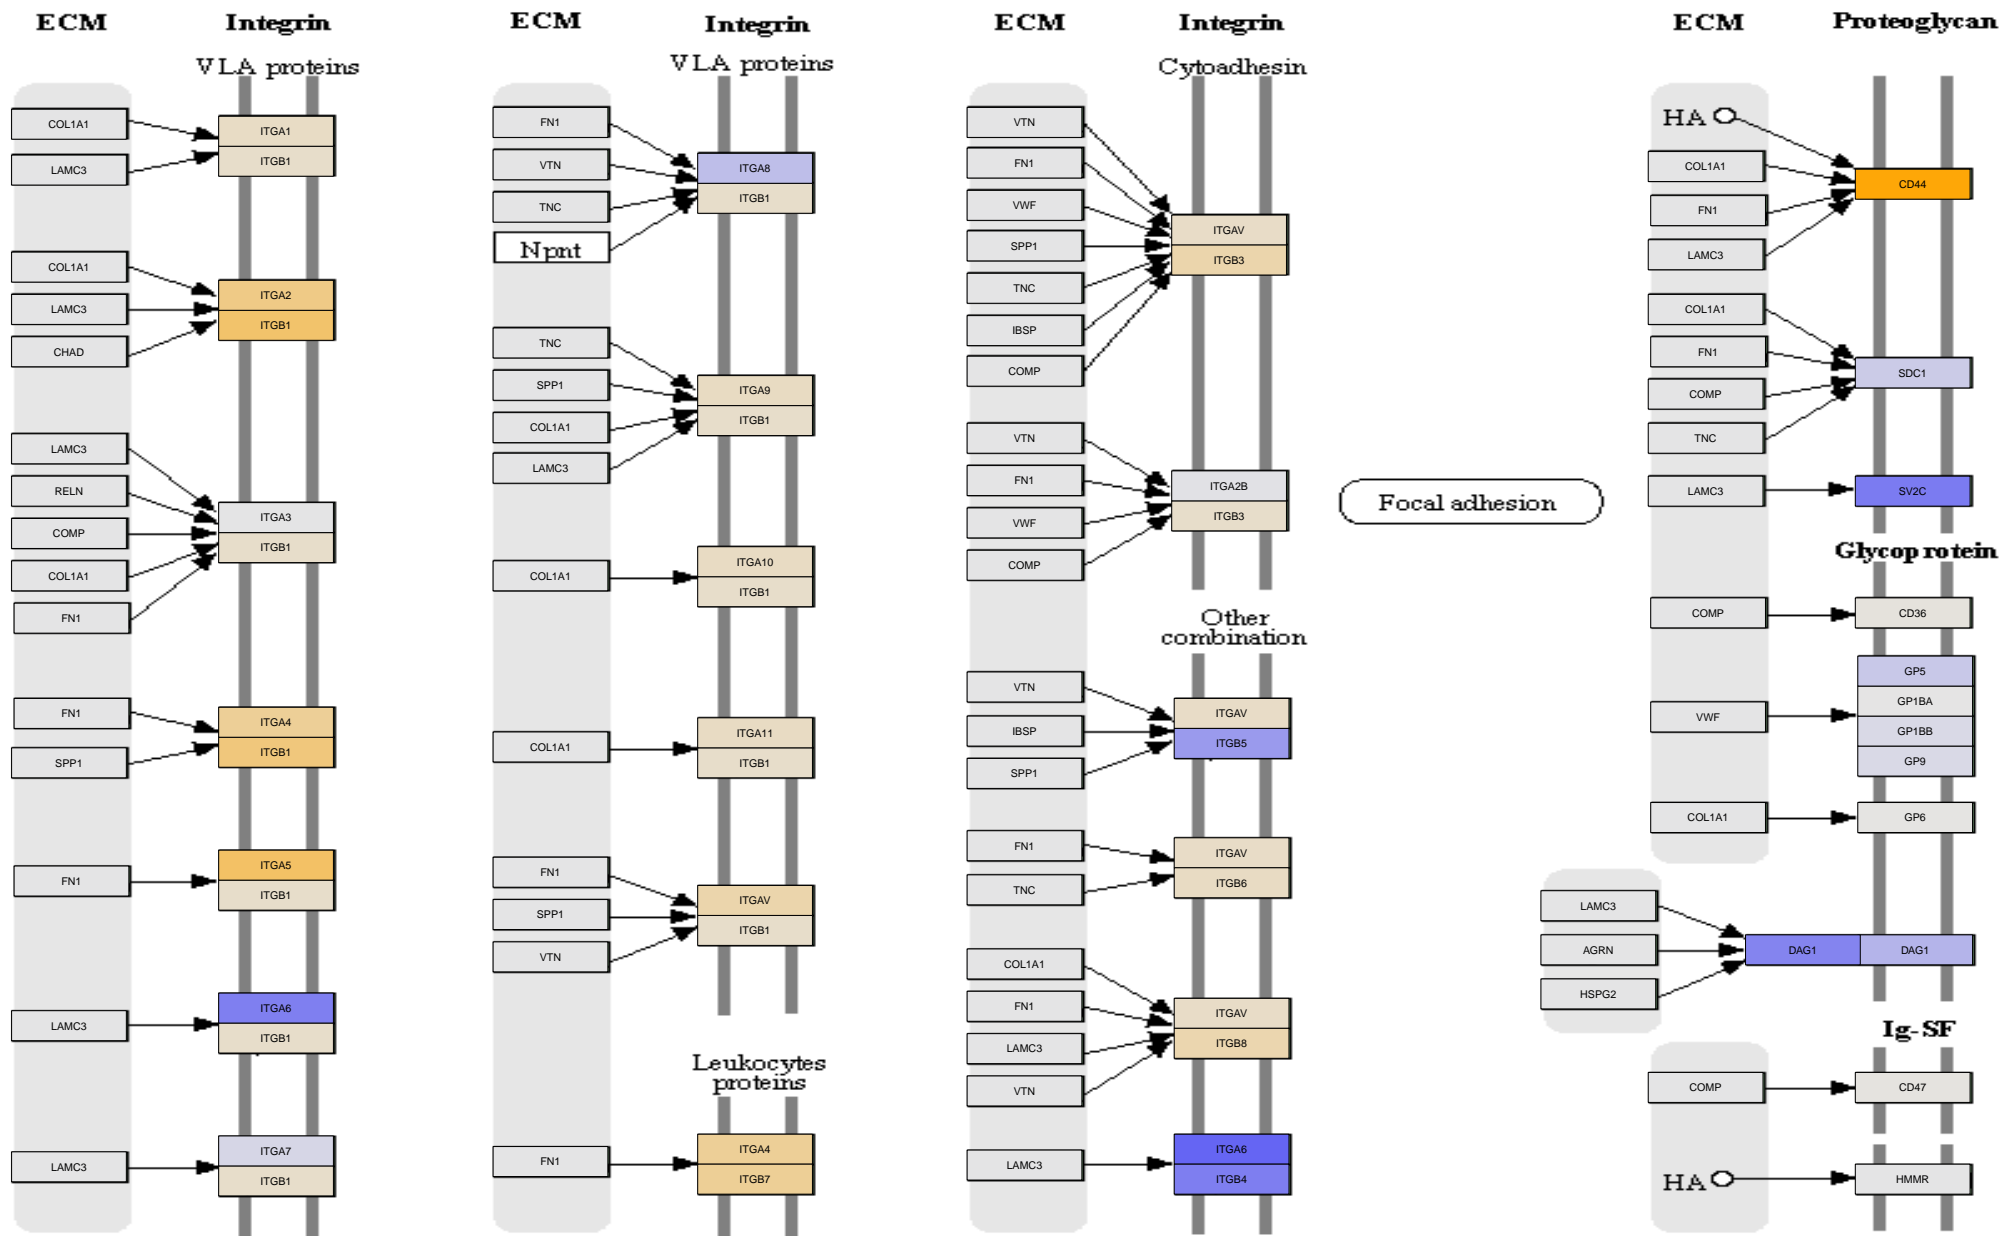 ECM
Integrin
VLA proteins
COL1A1
LAMC3
ITGA1
ITGB1
COL1A1
LAMC3
CHAD
ITGA2
ITGB1
LAMC3
RELN
COMP
COL1A1
FN1
ITGA3
ITGB1
FN1
SPP1
ITGA4
ITGB1
FN1
ITGA5
ITGB1
LAMC3
ITGA6
ITGB1
LAMC3
ITGA7
ITGB1
ECM
Integrin
VLA proteins
FN1
VTN
TNC
Npnt
ITGA8
ITGB1
TNC
SPP1
COL1A1
LAMC3
ITGA9
ITGB1
COL1A1
ITGA10
ITGB1
COL1A1
ITGA11
ITGB1
FN1
SPP1
VTN
ITGAV
ITGB1
Leukocytes
proteins
FN1
ITGA4
ITGB7
ECM
Integrin
Cytoadhesin
VTN
FN1
VWF
SPP1
TNC
IBSP
COMP
ITGAV
ITGB3
VTN
FN1
VWF
COMP
ITGA2B
ITGB3
Other
combination
VTN
IBSP
SPP1
ITGAV
ITGB5
FN1
TNC
ITGAV
ITGB6
COL1A1
FN1
LAMC3
VTN
ITGAV
ITGB8
LAMC3
ITGA6
ITGB4
Focal adhesion
ECM
Proteoglycan
HA
COL1A1
FN1
LAMC3
CD44
COL1A1
FN1
COMP
TNC
SDC1
LAMC3
SV2C
Glycoprotein
COMP
CD36
VWF
GP5
GP1BA
GP1BB
GP9
COL1A1
GP6
LAMC3
AGRN
HSPG2
DAG1
DAG1
Ig-SF
COMP
CD47
HA
HMMR